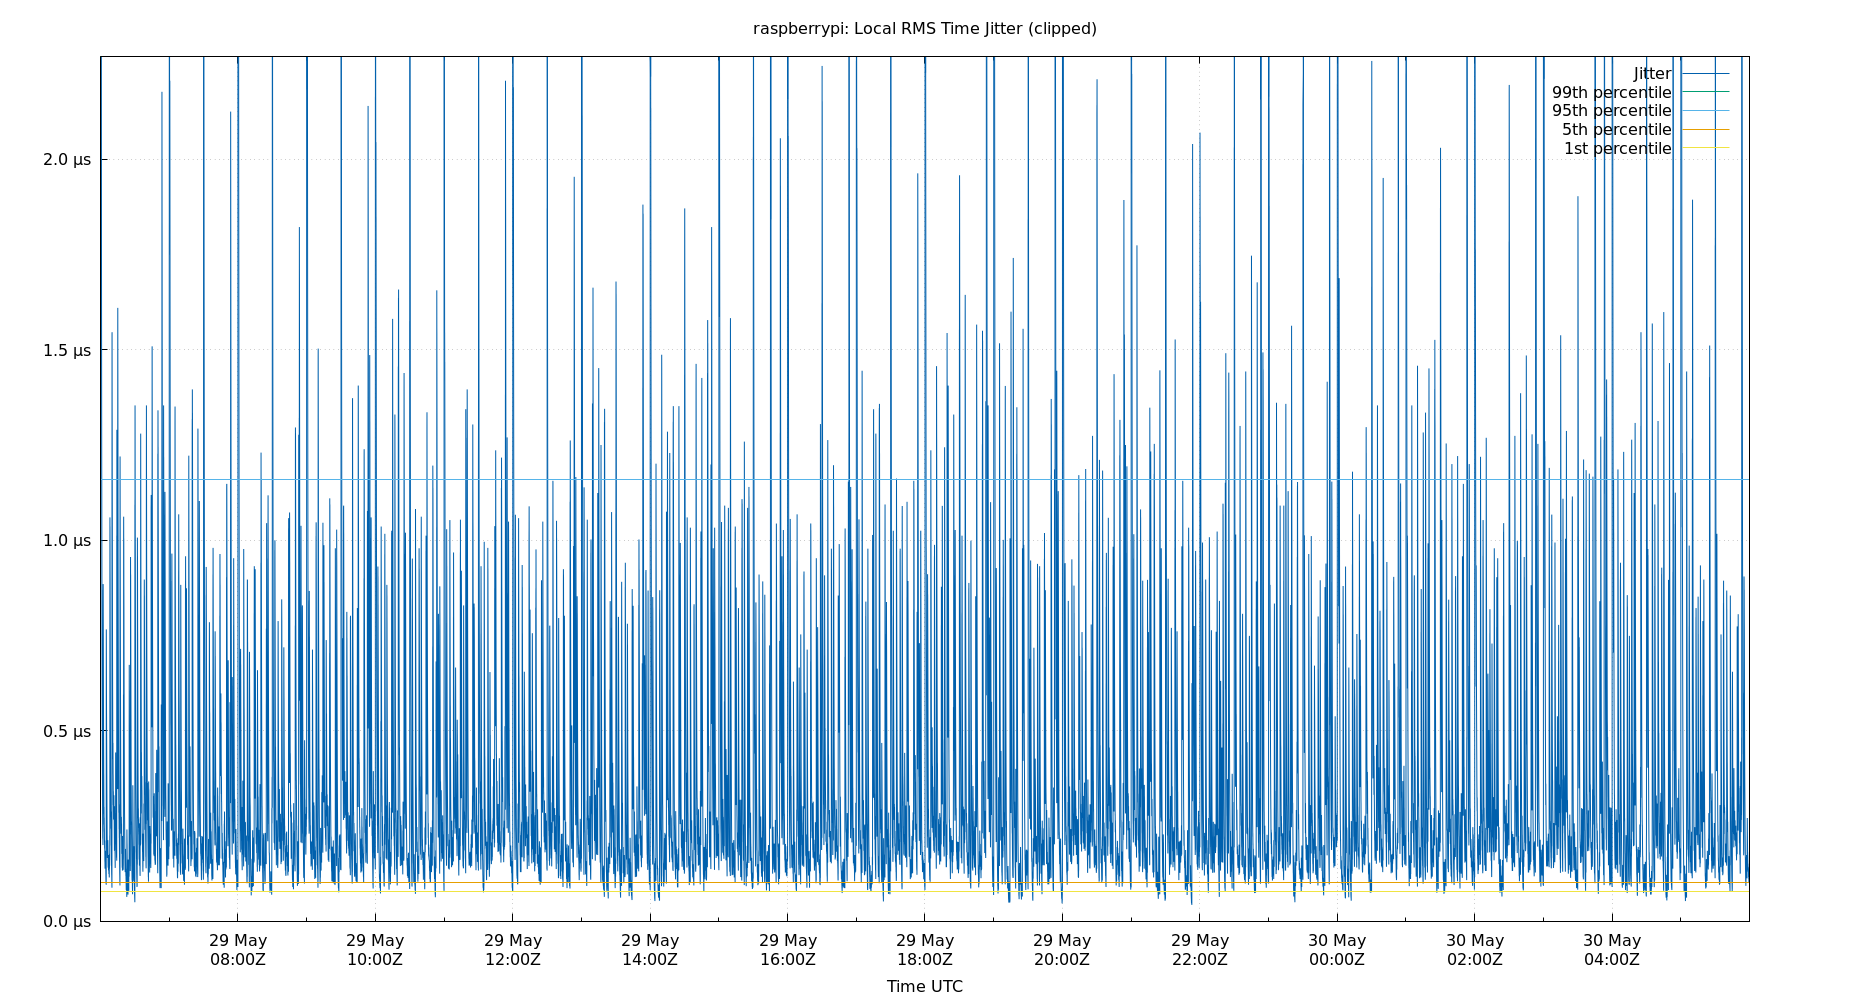 raspberrypi: Local RMS Time Jitter (clipped)
Jitter
99th percentile
95th percentile
5th percentile
1st percentile
2.0 μs
1.5 μs
1.0 μs
0.5 μs
0.0 μs
29 May 29 May 29 May 29 May 29 May 29 May 29 May 29 May 30 May 30 May 30 May
08:00Z 10:00Z 12:00Z 14:00Z 16:00Z 18:00Z 20:00Z 22:00Z 00:00Z 02:00Z 04:00Z
Time UTC